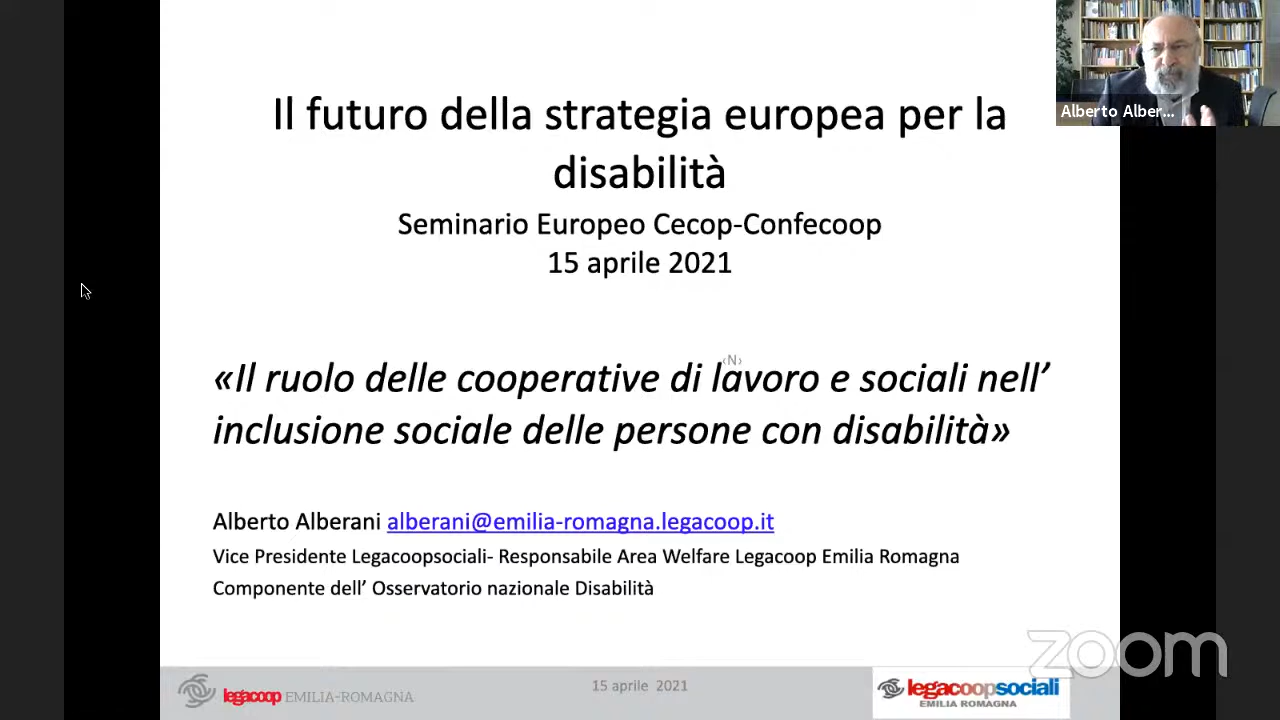 Alberto Alber...
Il futuro della strategia europea per la
disabilità
Seminario Europeo Cecop-Confecoop
15 aprile 2021
‹N›
«Il ruolo delle cooperative di lavoro e sociali nell’
inclusione sociale delle persone con disabilità»
Alberto Alberani alberani@emilia-romagna.legacoop.it
Vice Presidente Legacoopsociali- Responsabile Area Welfare Legacoop Emilia Romagna
Componente dell’ Osservatorio nazionale Disabilità
zoom
legacoop EMILIA-ROMAGNA
15 aprile 2021
legacoopsociali
EMILIA ROMAGNA